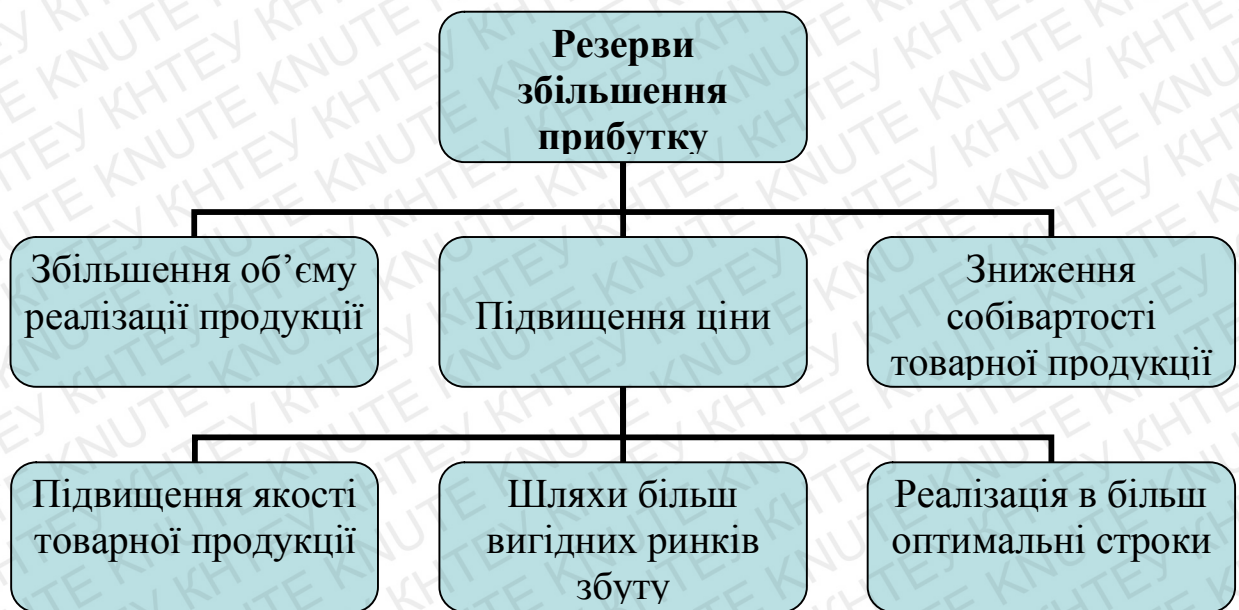 Резерви
збільшення
прибутку
Збільшення об’єму
реалізації продукції
Підвищення ціни
Зниження
собівартості
товарної продукції
Підвищення якості
товарної продукції
Шляхи більш
вигідних ринків
збуту
Реалізація в більш
оптимальні строки